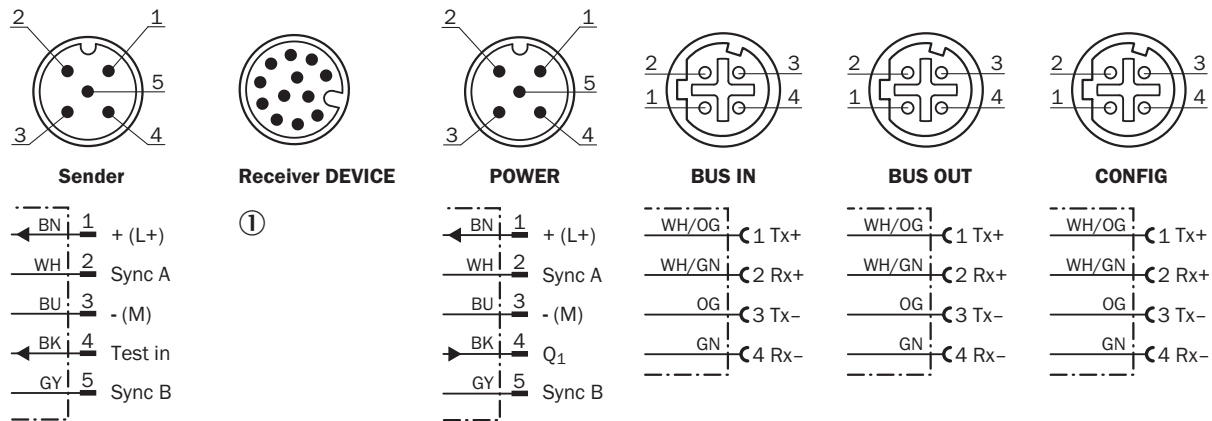 2 1
5
3 4
Sender
BN 1 + (L+)
WH 2 Sync A
BU 3 - (M)
BK 4 Test in
GY 5 Sync B
Receiver DEVICE
①
2 1
5
3 4
POWER
BN 1 + (L+)
WH 2 Sync A
BU 3 - (M)
BK 4 Q₁
GY 5 Sync B
2 3
1 4
BUS IN
WH/OG 1 Tx+
WH/GN 2 Rx+
OG 3 Tx–
GN 4 Rx–
2 3
1 4
BUS OUT
WH/OG 1 Tx+
WH/GN 2 Rx+
OG 3 Tx–
GN 4 Rx–
2 3
1 4
CONFIG
WH/OG 1 Tx+
WH/GN 2 Rx+
OG 3 Tx–
GN 4 Rx–